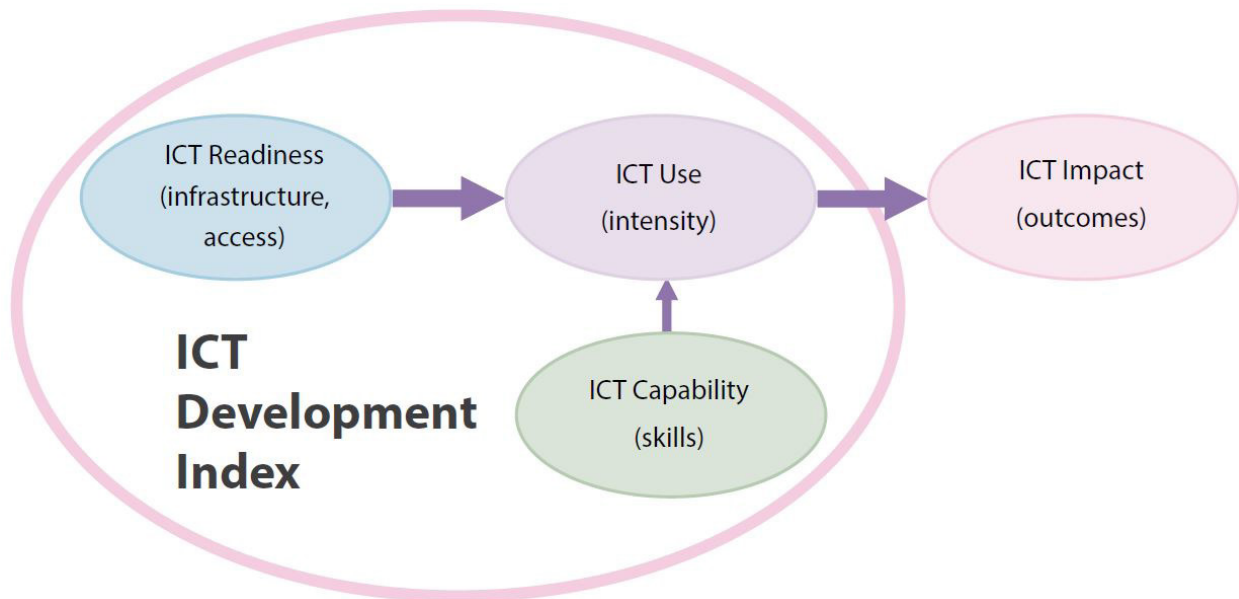 ICT Readiness
(infrastructure,
access)
ICT Use
(intensity)
ICT Impact
(outcomes)
ICT Capability
(skills)
ICT
Development
Index